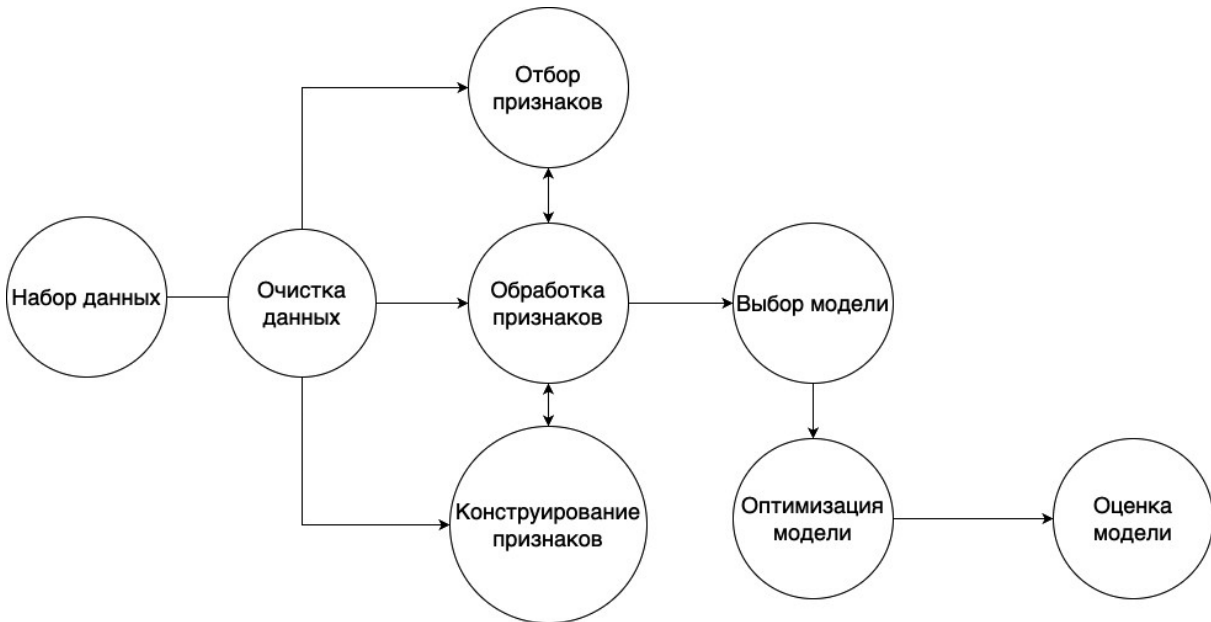 Отбор
признаков
Набор данных
Очистка
данных
Обработка
признаков
Выбор модели
Конструирование
признаков
Оптимизация
модели
Оценка
модели